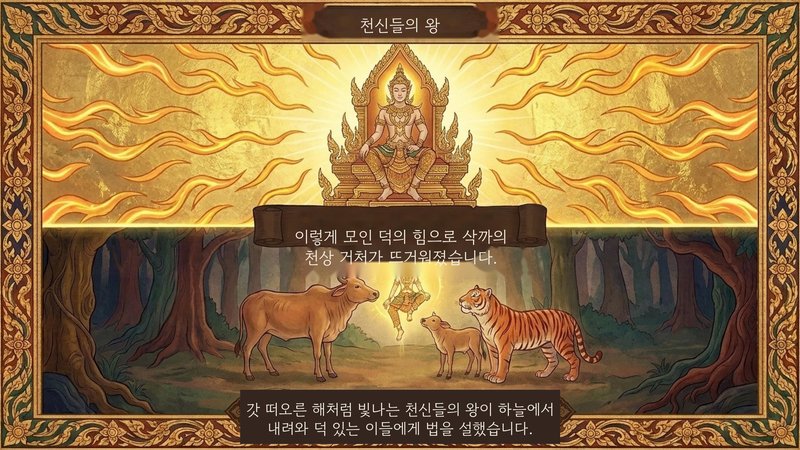 천신들의 왕
이렇게 모인 덕의 힘으로 삭까의
천상 거처가 뜨거워졌습니다.
갓 떠오른 해처럼 빛나는 천신들의 왕이 하늘에서
내려와 덕 있는 이들에게 법을 설했습니다.